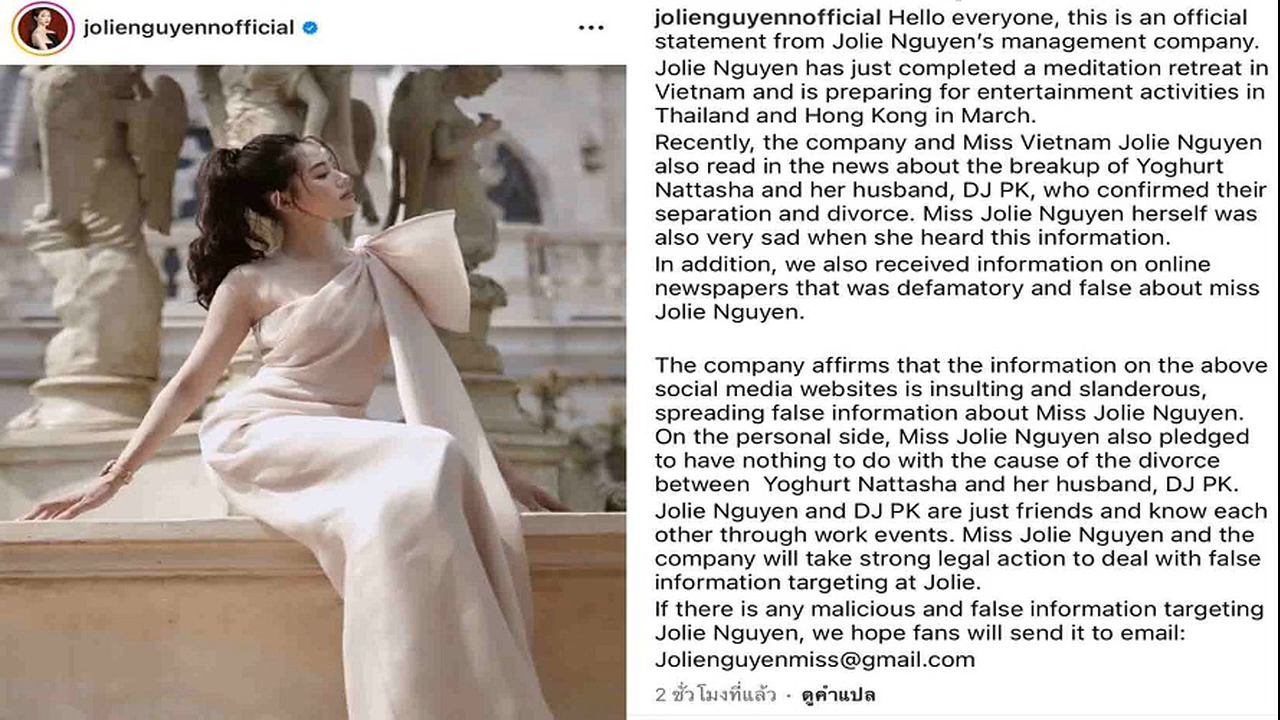 jolienguyennofficial
jolienguyennofficial Hello everyone, this is an official
statement from Jolie Nguyen’s management company.
Jolie Nguyen has just completed a meditation retreat in
Vietnam and is preparing for entertainment activities in
Thailand and Hong Kong in March.
Recently, the company and Miss Vietnam Jolie Nguyen
also read in the news about the breakup of Yoghurt
Nattasha and her husband, DJ PK, who confirmed their
separation and divorce. Miss Jolie Nguyen herself was
also very sad when she heard this information.
In addition, we also received information on online
newspapers that was defamatory and false about miss
Jolie Nguyen.
The company affirms that the information on the above
social media websites is insulting and slanderous,
spreading false information about Miss Jolie Nguyen.
On the personal side, Miss Jolie Nguyen also pledged
to have nothing to do with the cause of the divorce
between  Yoghurt Nattasha and her husband, DJ PK.
Jolie Nguyen and DJ PK are just friends and know each
other through work events. Miss Jolie Nguyen and the
company will take strong legal action to deal with false
information targeting at Jolie.
If there is any malicious and false information targeting
Jolie Nguyen, we hope fans will send it to email:
Jolienguyenmiss@gmail.com
2 ชั่วโมงที่แล้ว · ดูคำแปล